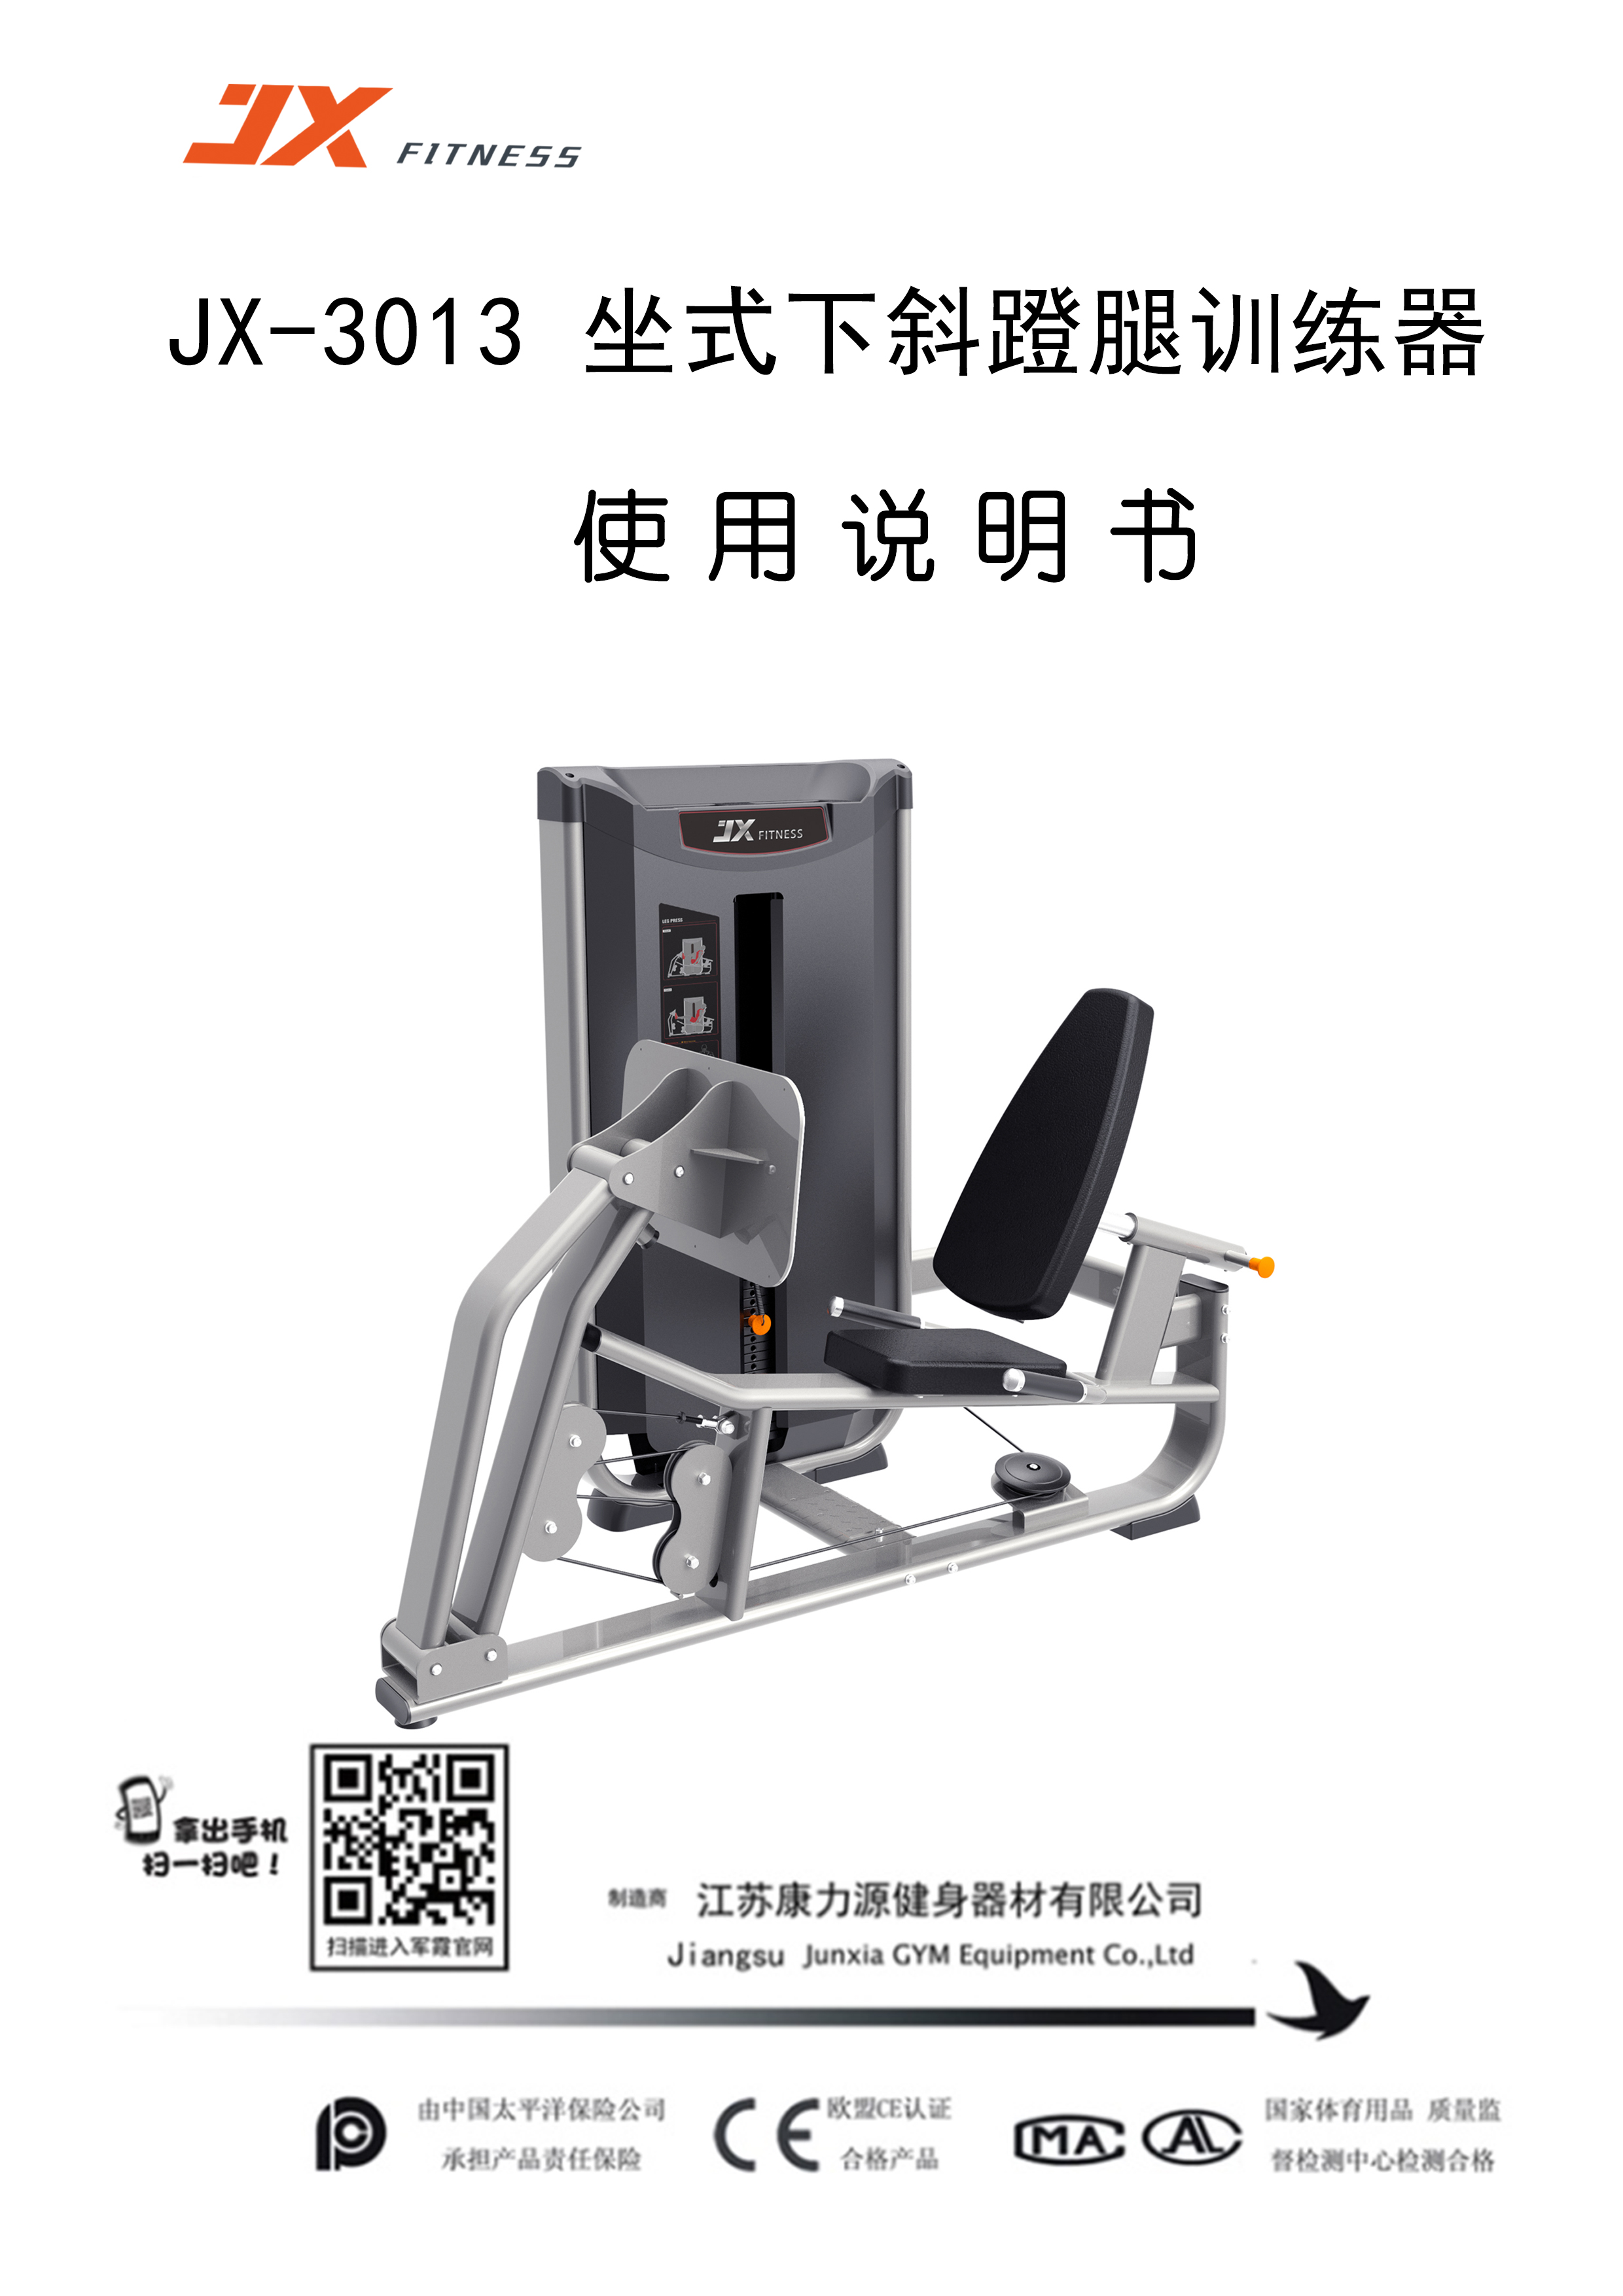 JX FITNESS
JX-3013 坐式下斜蹬腿训练器
使用说明书
JX FITNESS
LEG PRESS
拿出手机
扫一扫吧！
扫描进入军霞官网
制造商 江苏康力源健身器材有限公司
Jiangsu Junxia GYM Equipment Co.,Ltd
由中国太平洋保险公司
承担产品责任保险
CE
欧盟CE认证
合格产品
MA
AL
国家体育用品 质量监
督检测中心检测合格